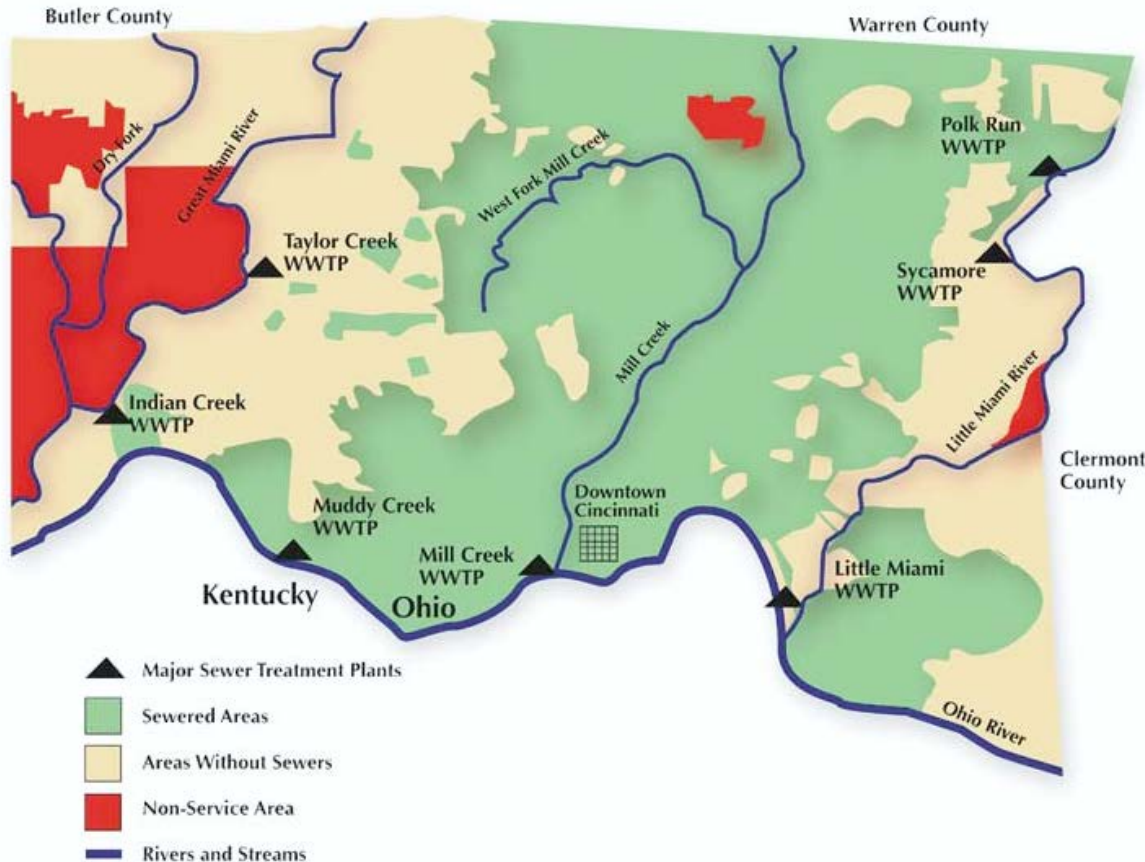 Butler County
Warren County
Dry Fork
Great Miami River
West Fork Mill Creek
Polk Run
WWTP
Taylor Creek
WWTP
Sycamore
WWTP
Mill Creek
Little Miami River
Indian Creek
WWTP
Clermont
County
Muddy Creek
WWTP
Downtown
Cincinnati
Mill Creek
WWTP
Little Miami
WWTP
Kentucky
Ohio
Ohio River
Major Sewer Treatment Plants
Sewered Areas
Areas Without Sewers
Non-Service Area
Rivers and Streams